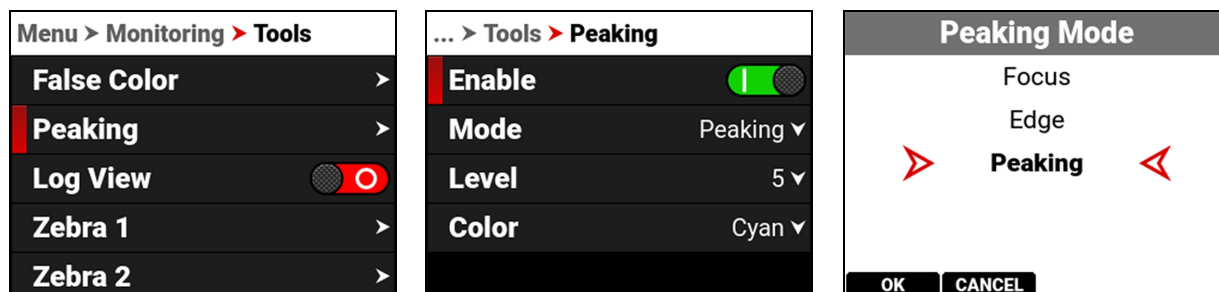 Menu > Monitoring > Tools
False Color
Peaking
Log View
Zebra 1
Zebra 2
... > Tools > Peaking
Enable
Mode Peaking
Level 5
Color Cyan
Peaking Mode
Focus
Edge
Peaking
OK CANCEL